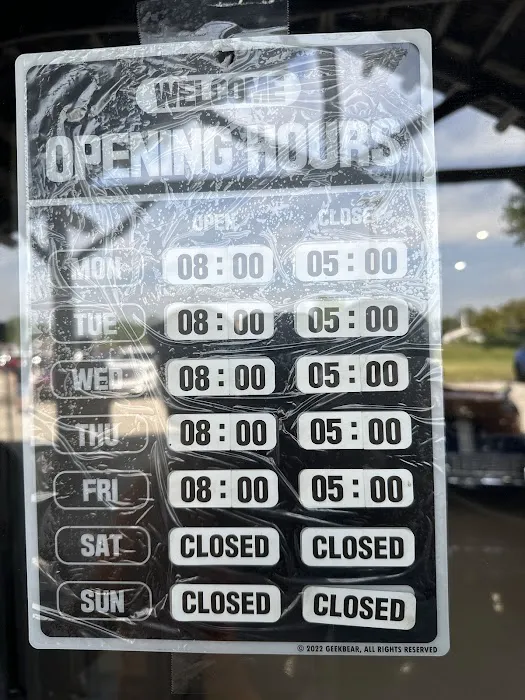 WELCOME
OPENING HOURS
OPEN CLOSE
MON 08:00 05:00
TUE 08:00 05:00
WED 08:00 05:00
THU 08:00 05:00
FRI 08:00 05:00
SAT CLOSED CLOSED
SUN CLOSED CLOSED
© 2022 GEEKBEAR, ALL RIGHTS RESERVED